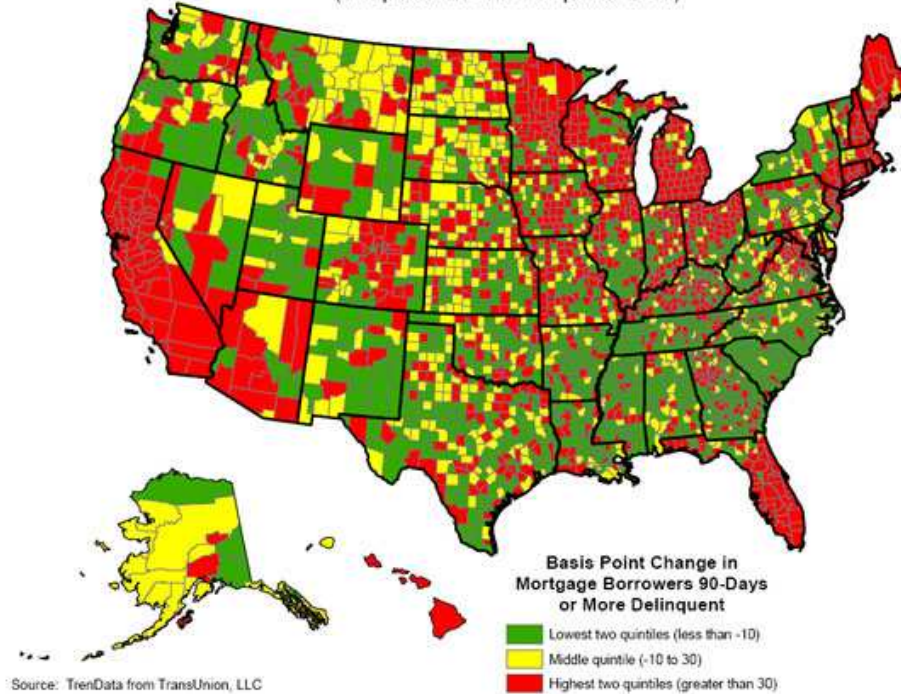 Basis Point Change in
Mortgage Borrowers 90-Days
or More Delinquent
Lowest two quintiles (less than -10)
Middle quintile (-10 to 30)
Highest two quintiles (greater than 30)
Source: TrenData from TransUnion, LLC